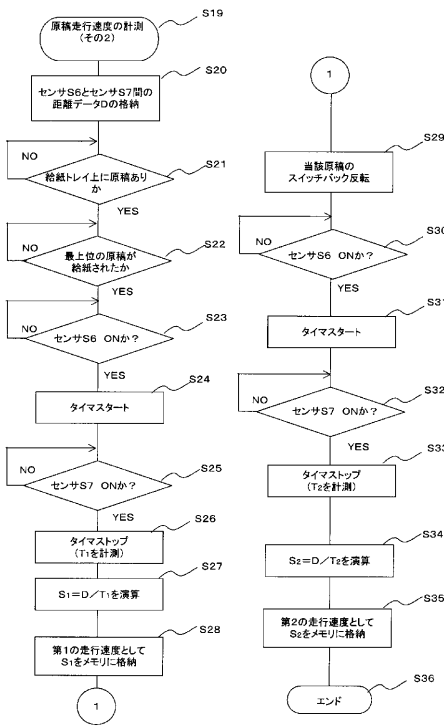 原稿走行速度の計測
(その2)
S19
センサS6とセンサS7間の
距離データDの格納
S20
給紙トレイ上に原稿あり
か
S21
NO
YES
最上位の原稿が
給紙されたか
S22
NO
YES
センサS6 ONか?
S23
NO
YES
タイマスタート
S24
センサS7 ONか?
S25
NO
YES
タイマストップ
(T1を計測)
S26
S1=D/T1を演算
S27
第1の走行速度として
S1をメモリに格納
S28
1
1
当該原稿の
スイッチバック反転
S29
センサS6 ONか?
S30
NO
YES
タイマスタート
S31
センサS7 ONか?
S32
NO
YES
タイマストップ
(T2を計測)
S33
S2=D/T2を演算
S34
第2の走行速度として
S2をメモリに格納
S35
エンド
S36